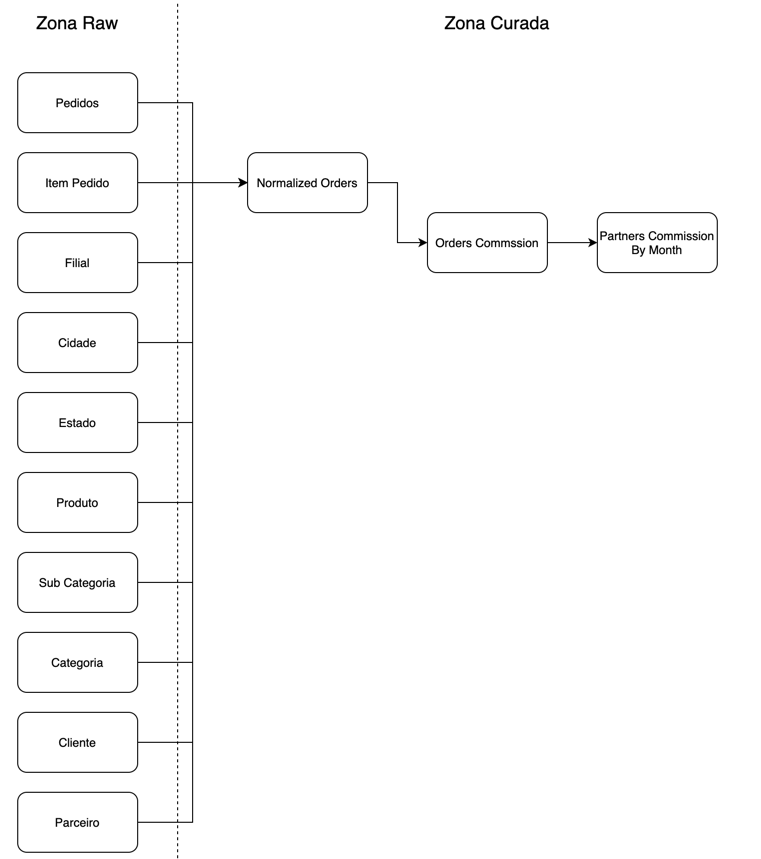 Zona Raw
Zona Curada
Pedidos
Item Pedido
Normalized Orders
Filial
Orders Commssion
Partners Commission
By Month
Cidade
Estado
Produto
Sub Categoria
Categoria
Cliente
Parceiro